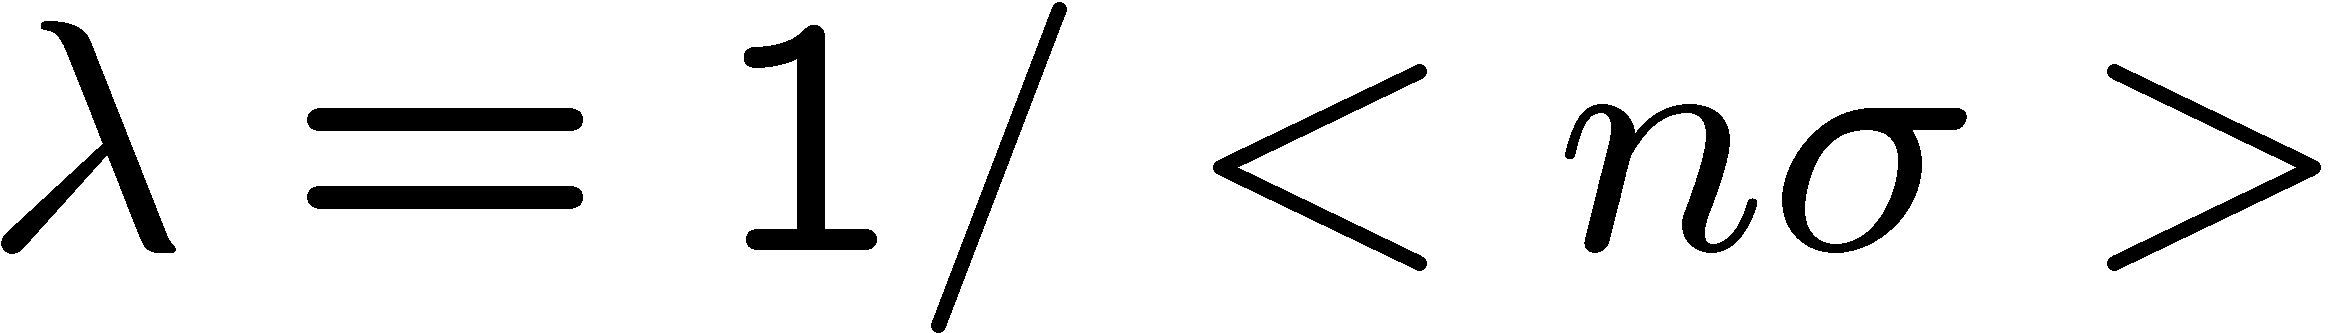 λ = 1/ < nσ >